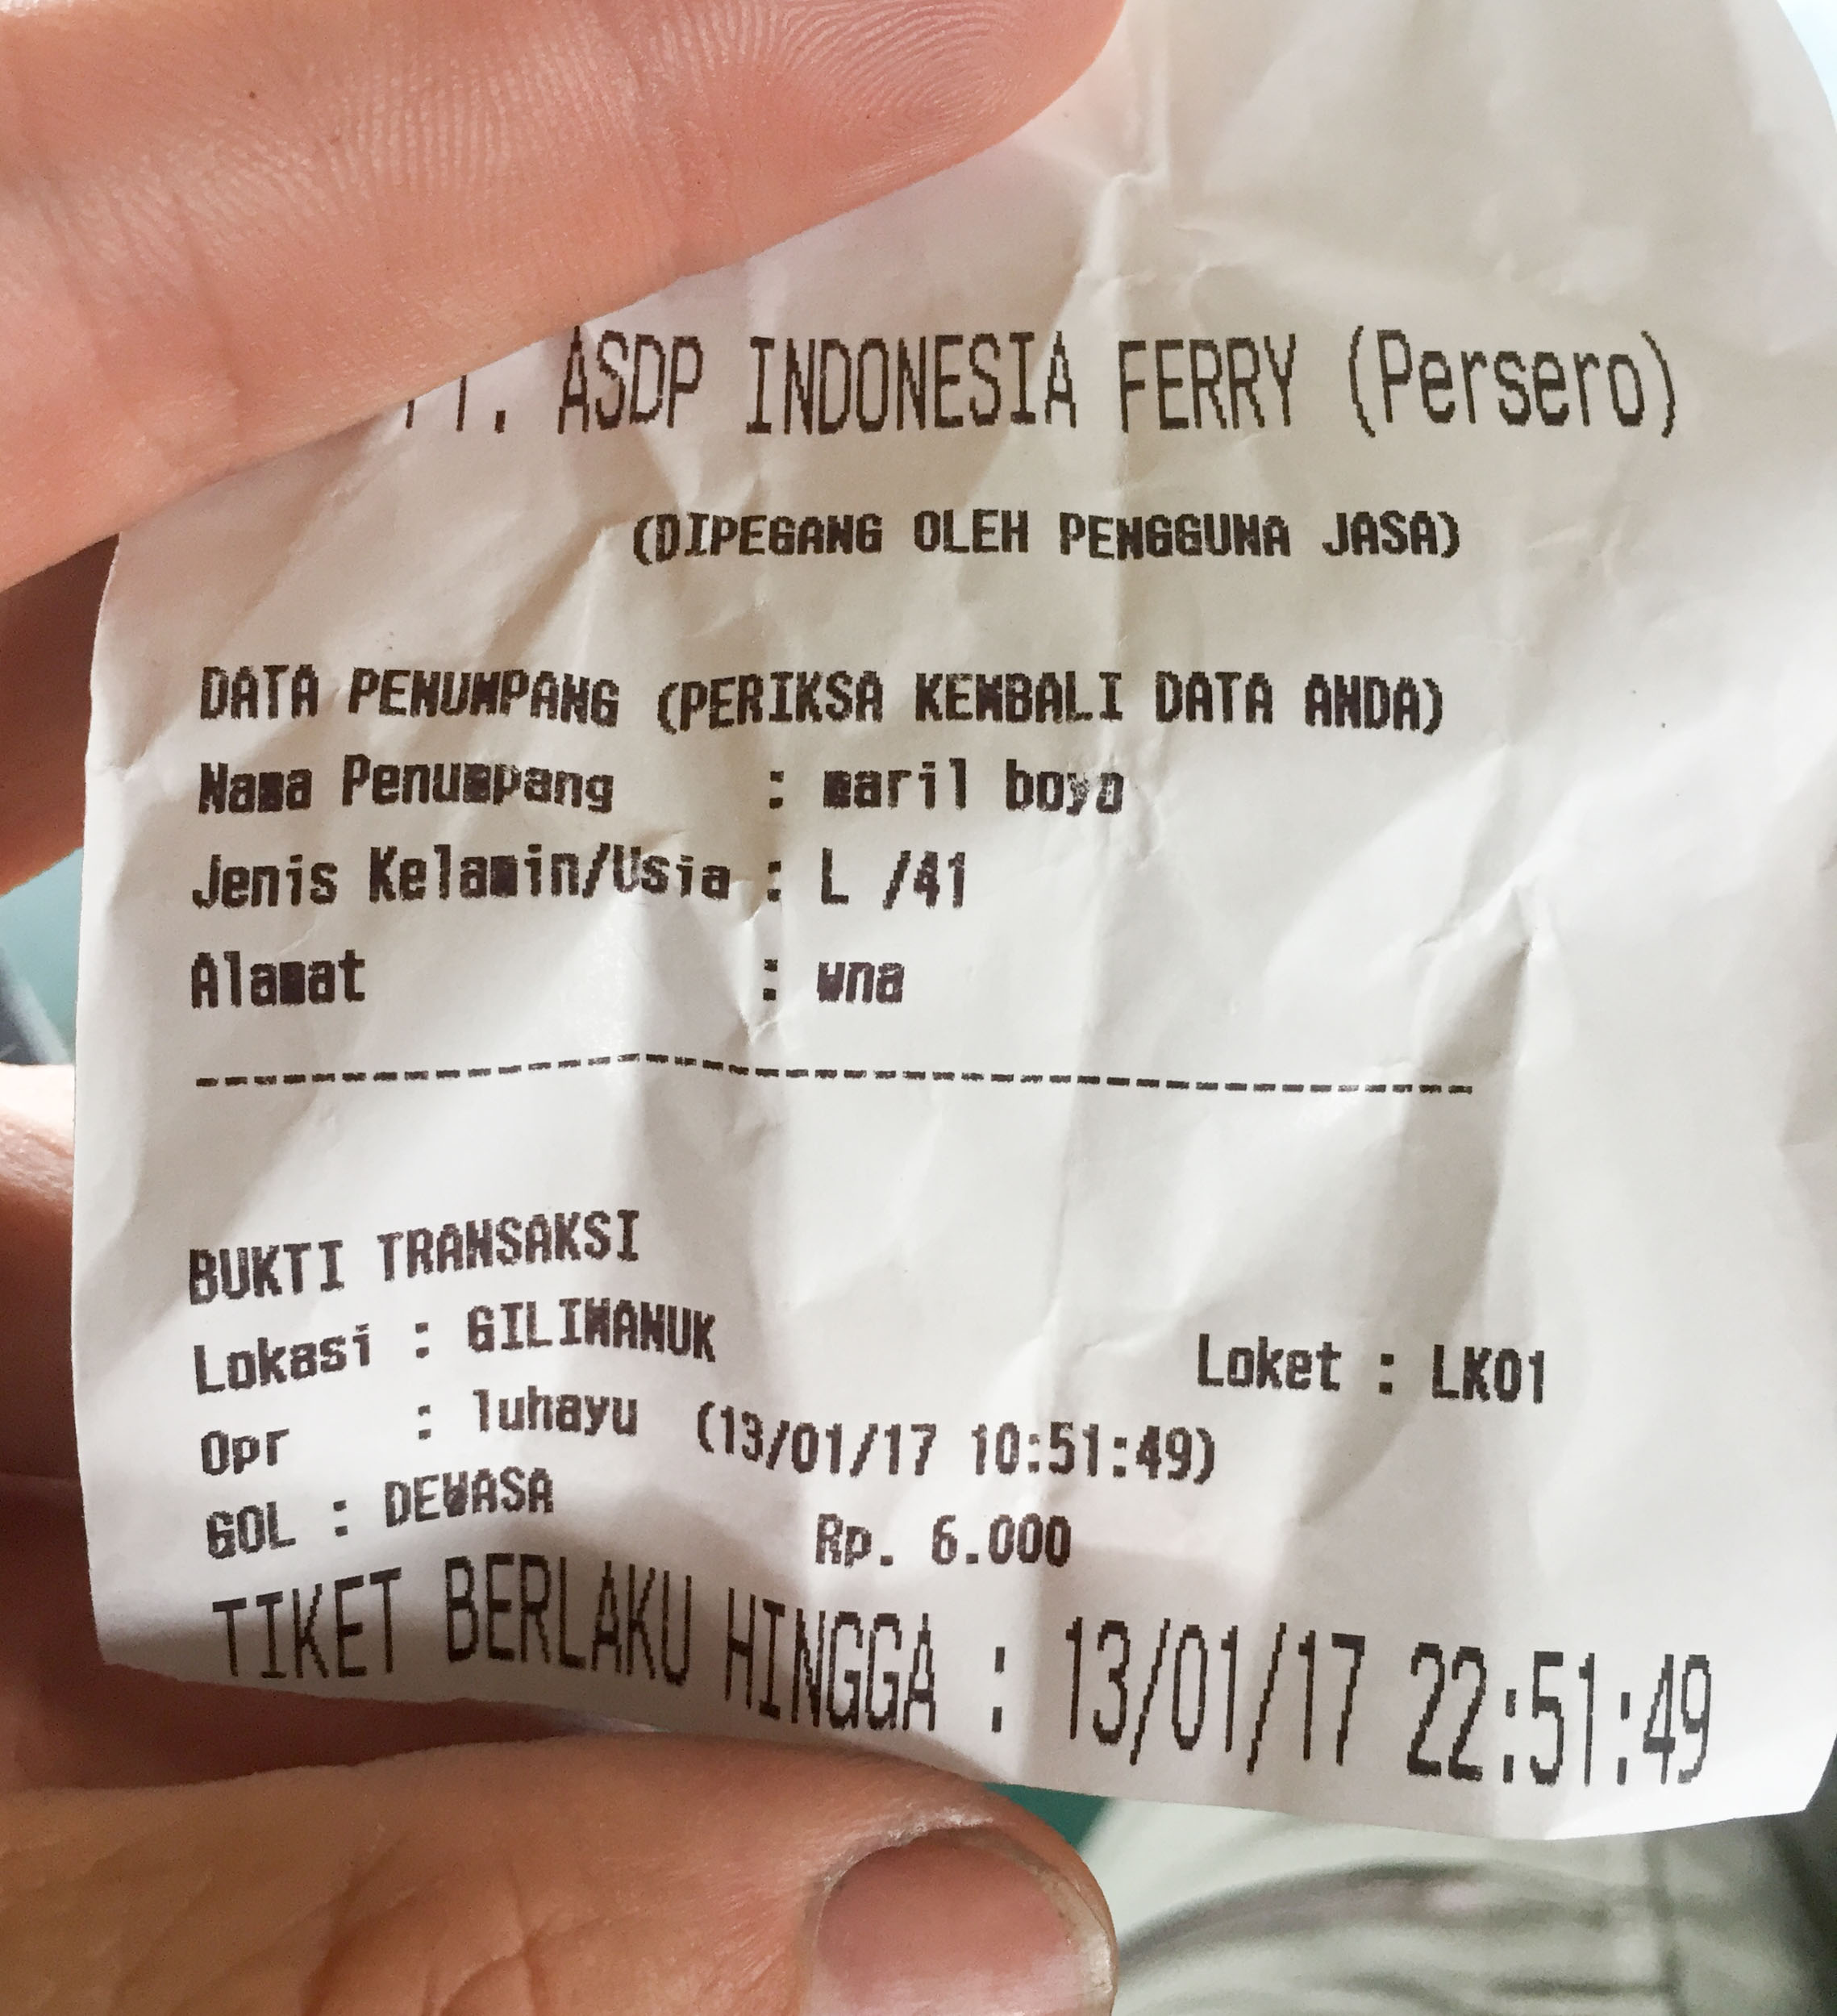 PT. ASDP INDONESIA FERRY (Persero)
(DIPEGANG OLEH PENGGUNA JASA)
DATA PENUMPANG (PERIKSA KEMBALI DATA ANDA)
Nama Penumpang : maril boyo
Jenis Kelamin/Usia : L /41
Alamat : wna
BUKTI TRANSAKSI
Lokasi : GILIMANUK Loket : LK01
Opr : luhayu (13/01/17 10:51:49)
GOL : DEWASA Rp. 6.000
TIKET BERLAKU HINGGA : 13/01/17 22:51:49